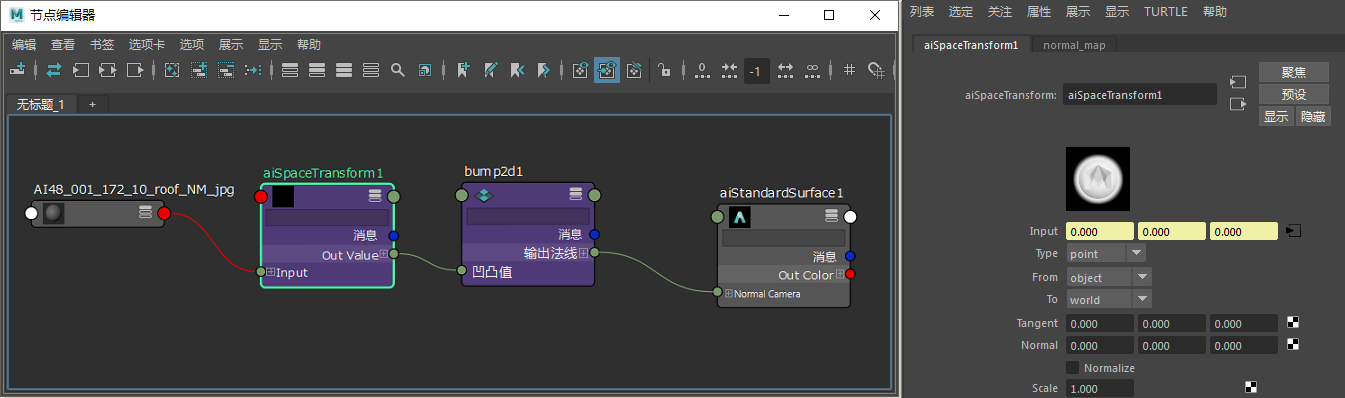 节点编辑器
编辑 查看 书签 选项卡 选项 展示 显示 帮助
0 -1 ∞
无标题_1 +
AI48_001_172_10_roof_NM_jpg
aiSpaceTransform1
消息
Out Value
Input
bump2d1
消息
输出法线
凹凸值
aiStandardSurface1
消息
Out Color
Normal Camera
列表 选定 关注 属性 展示 显示 TURTLE 帮助
aiSpaceTransform1 normal_map
aiSpaceTransform: aiSpaceTransform1
聚焦
预设
显示 隐藏
Input 0.000 0.000 0.000
Type point
From object
To world
Tangent 0.000 0.000 0.000
Normal 0.000 0.000 0.000
Normalize
Scale 1.000